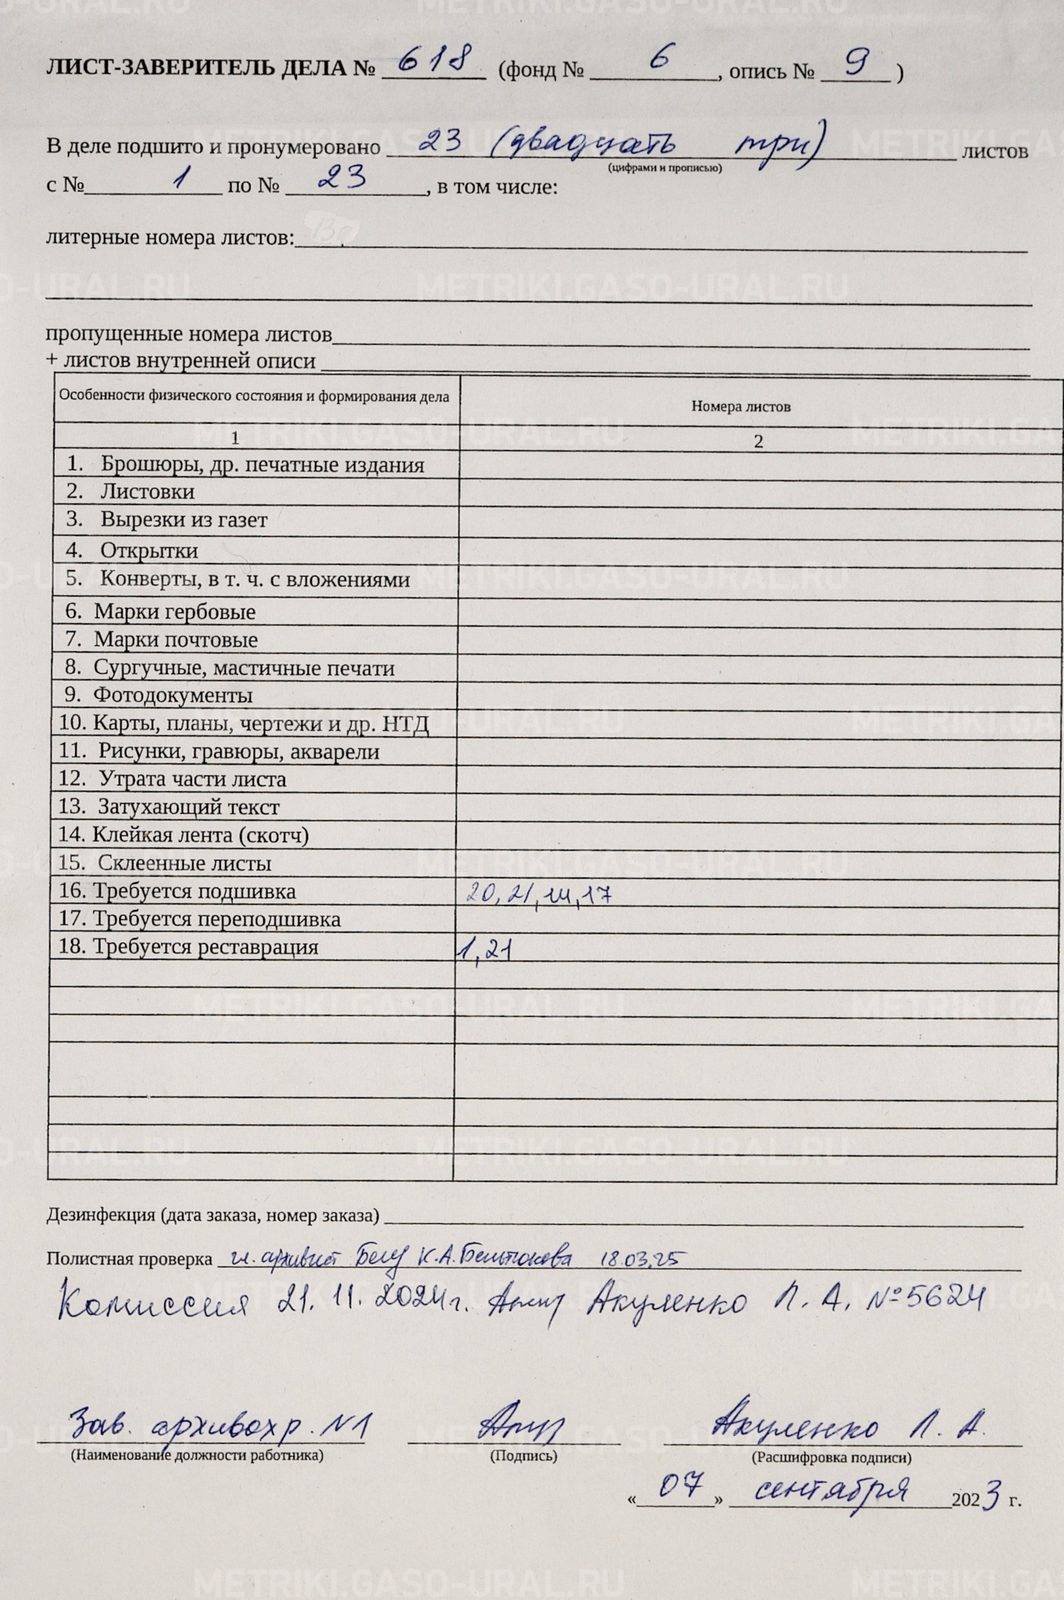 ЛИСТ-ЗАВЕРИТЕЛЬ ДЕЛА № 618 (фонд № 6, опись № 9 )
В деле подшито и пронумеровано 23 (двадцать три) листов
(цифрами и прописью)
с № 1 по № 23, в том числе:
литерные номера листов:
пропущенные номера листов
+ листов внутренней описи
Особенности физического состояния и формирования дела Номера листов
1 2
1. Брошюры, др. печатные издания
2. Листовки
3. Вырезки из газет
4. Открытки
5. Конверты, в т. ч. с вложениями
6. Марки гербовые
7. Марки почтовые
8. Сургучные, мастичные печати
9. Фотодокументы
10. Карты, планы, чертежи и др. НТД
11. Рисунки, гравюры, акварели
12. Утрата части листа
13. Затухающий текст
14. Клейкая лента (скотч)
15. Склеенные листы
16. Требуется подшивка 20, 21, 14, 17
17. Требуется переподшивка
18. Требуется реставрация 1, 21
Дезинфекция (дата заказа, номер заказа)
Полистная проверка гл. архивист К.А. 18.03.25
Комиссия 21.11.2024г. Акуленко Л. А. №5624
Зав. архивохр. №1 Акуленко Л. А.
(Наименование должности работника) (Подпись) (Расшифровка подписи)
« 07 » сентября 2023 г.
METRIKI.GASO-URAL.RU